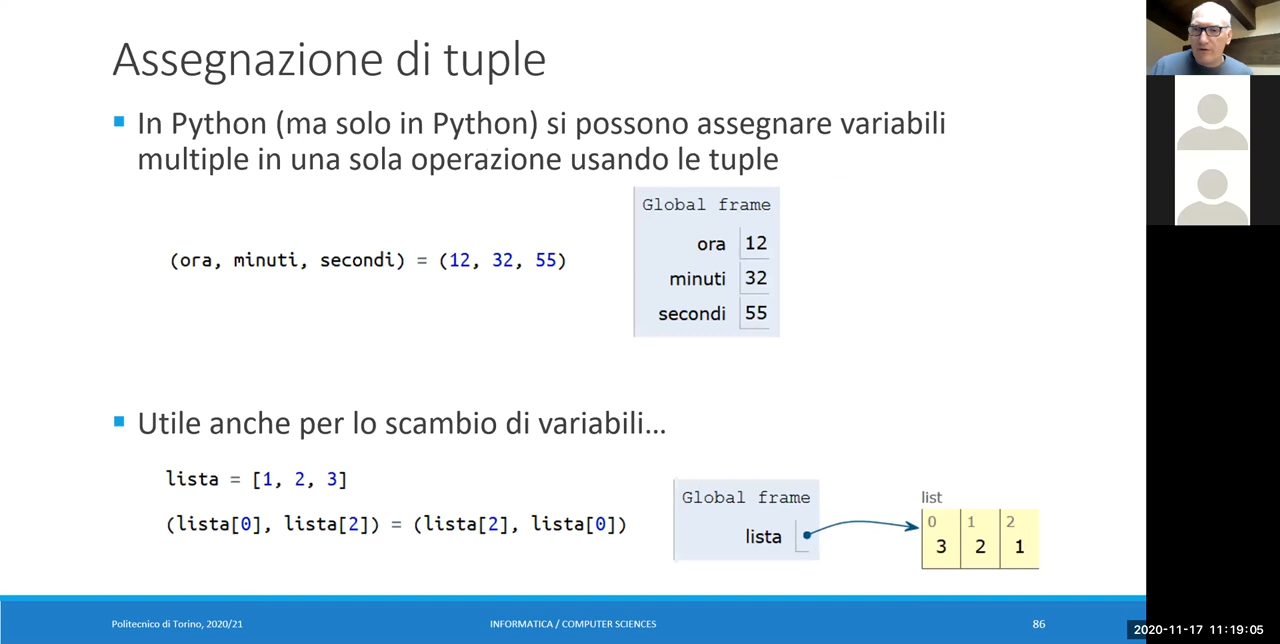 Assegnazione di tuple
In Python (ma solo in Python) si possono assegnare variabili
multiple in una sola operazione usando le tuple
(ora, minuti, secondi) = (12, 32, 55)
Global frame
ora 12
minuti 32
secondi 55
Utile anche per lo scambio di variabili...
lista = [1, 2, 3]
(lista[0], lista[2]) = (lista[2], lista[0])
Global frame
lista
list
0 1 2
3 2 1
Politecnico di Torino, 2020/21
INFORMATICA / COMPUTER SCIENCES
86
2020-11-17 11:19:05